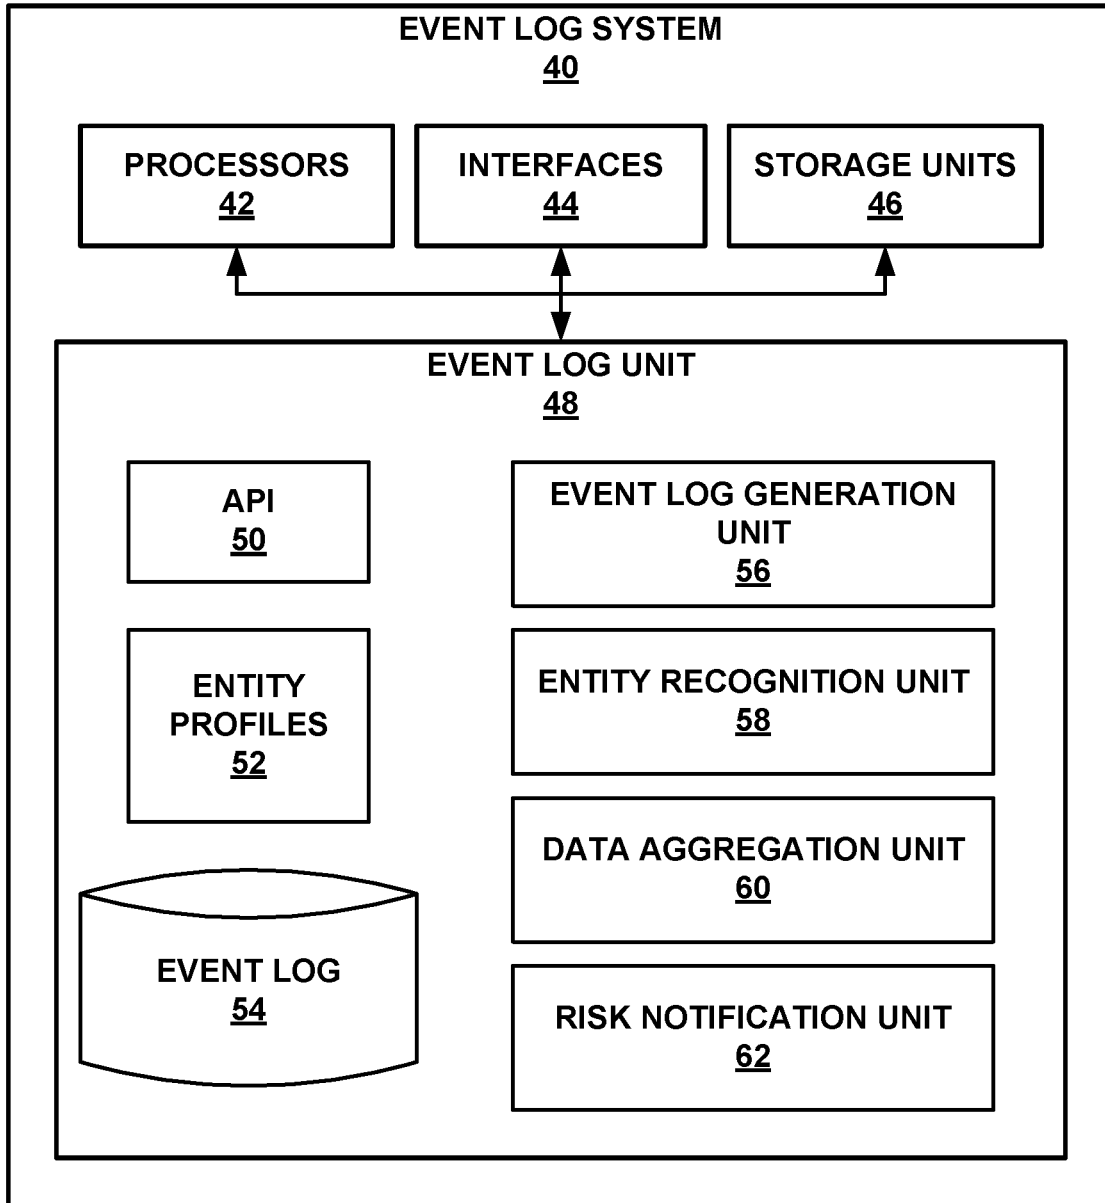 EVENT LOG SYSTEM
40
PROCESSORS
42
INTERFACES
44
STORAGE UNITS
46
EVENT LOG UNIT
48
API
50
ENTITY
PROFILES
52
EVENT LOG
54
EVENT LOG GENERATION
UNIT
56
ENTITY RECOGNITION UNIT
58
DATA AGGREGATION UNIT
60
RISK NOTIFICATION UNIT
62